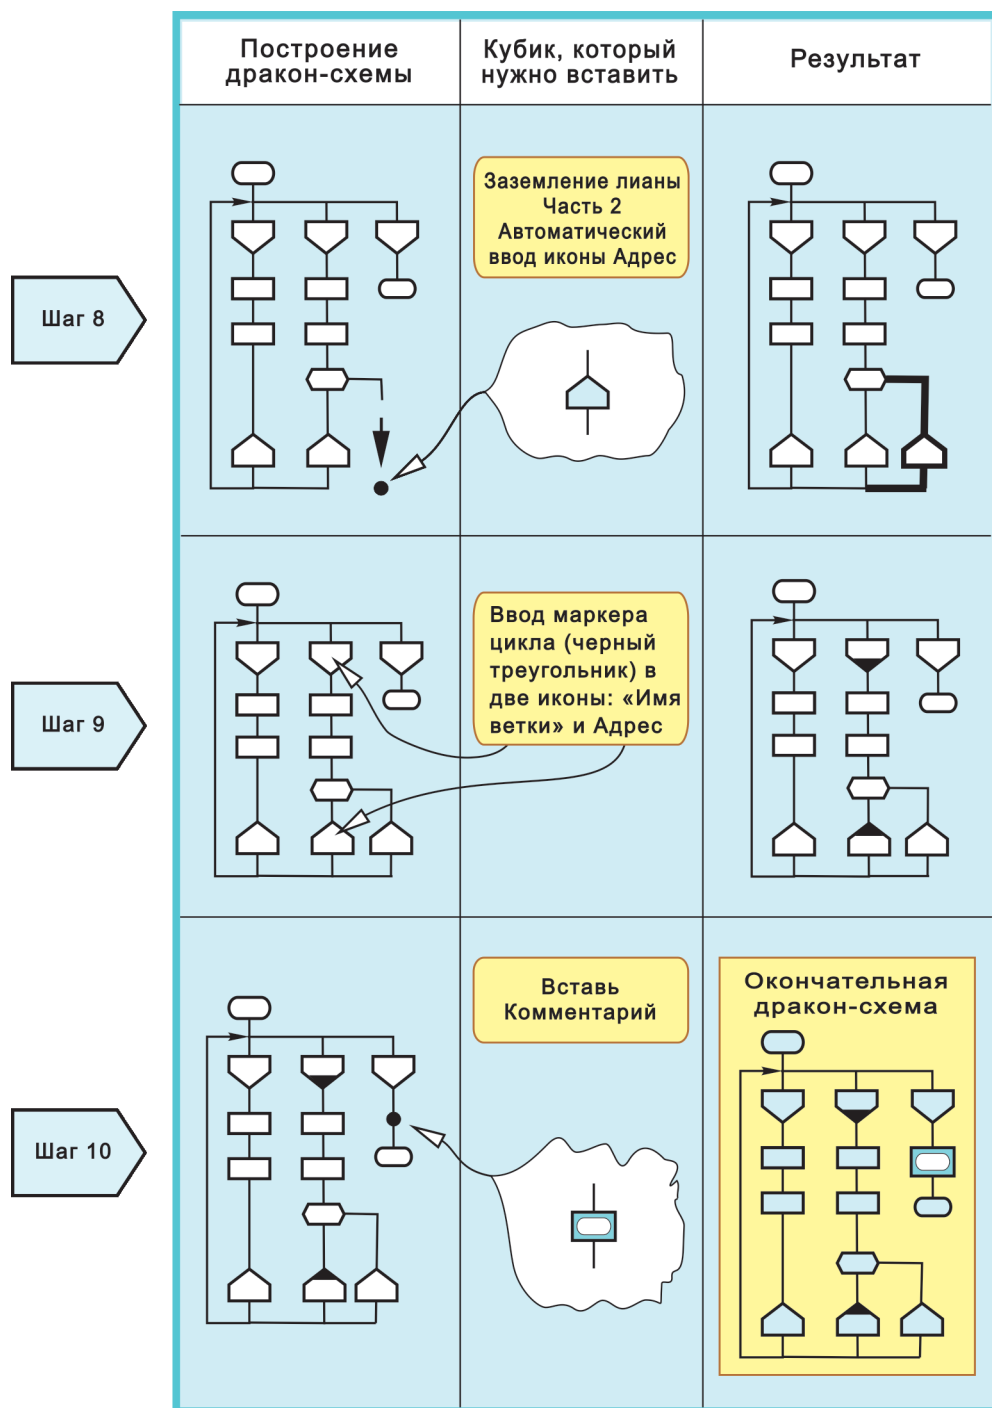 Построение
дракон-схемы
Кубик, который
нужно вставить
Результат
Шаг 8
Заземление лианы
Часть 2
Автоматический
ввод иконы Адрес
Шаг 9
Ввод маркера
цикла (черный
треугольник) в
две иконы: «Имя
ветки» и Адрес
Шаг 10
Вставь
Комментарий
Окончательная
дракон-схема